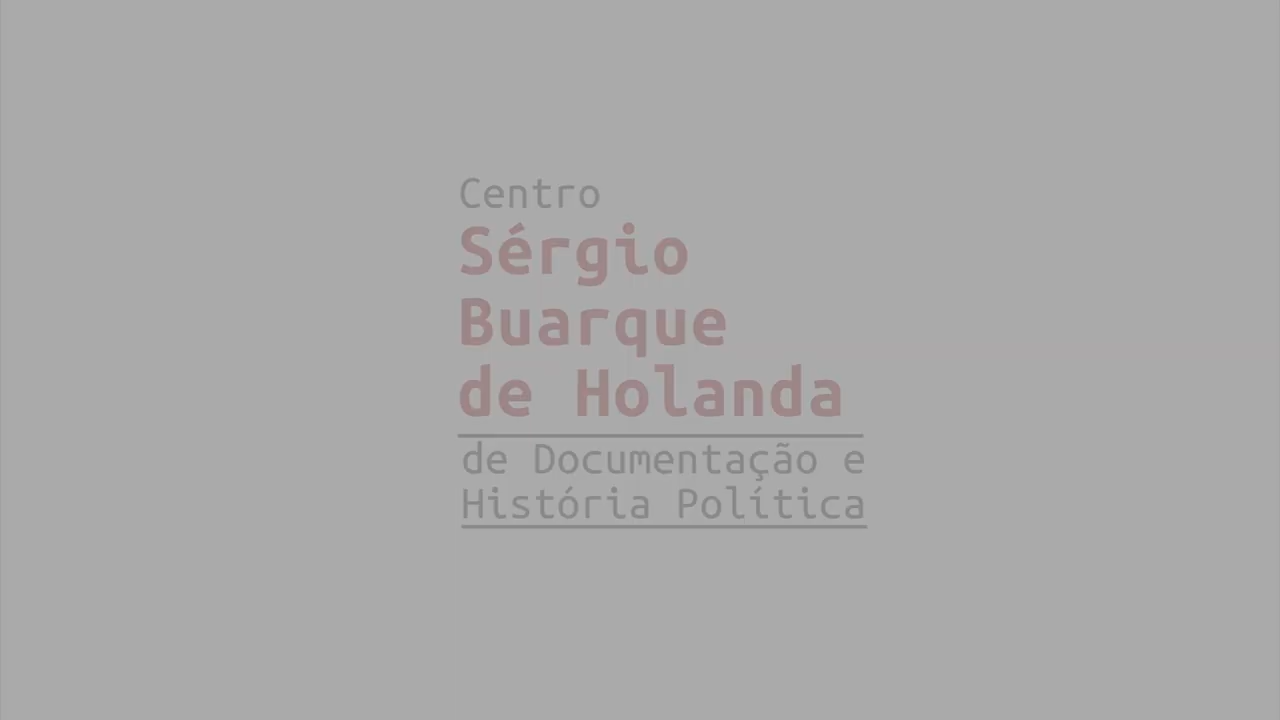 Centro
Sérgio
Buarque
de Holanda
de Documentação e
História Política